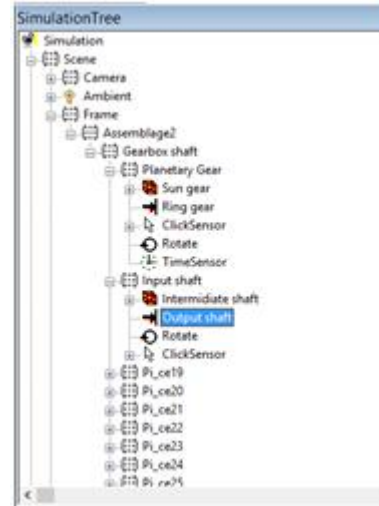 SimulationTree
Simulation
Scene
Camera
Ambient
Frame
Assemblage2
Gearbox shaft
Planetary Gear
Sun gear
Ring gear
ClickSensor
Rotate
TimeSensor
Input shaft
Intermidiate shaft
Output shaft
Rotate
ClickSensor
Pi_ce19
Pi_ce20
Pi_ce21
Pi_ce22
Pi_ce23
Pi_ce24
Pi_ce25